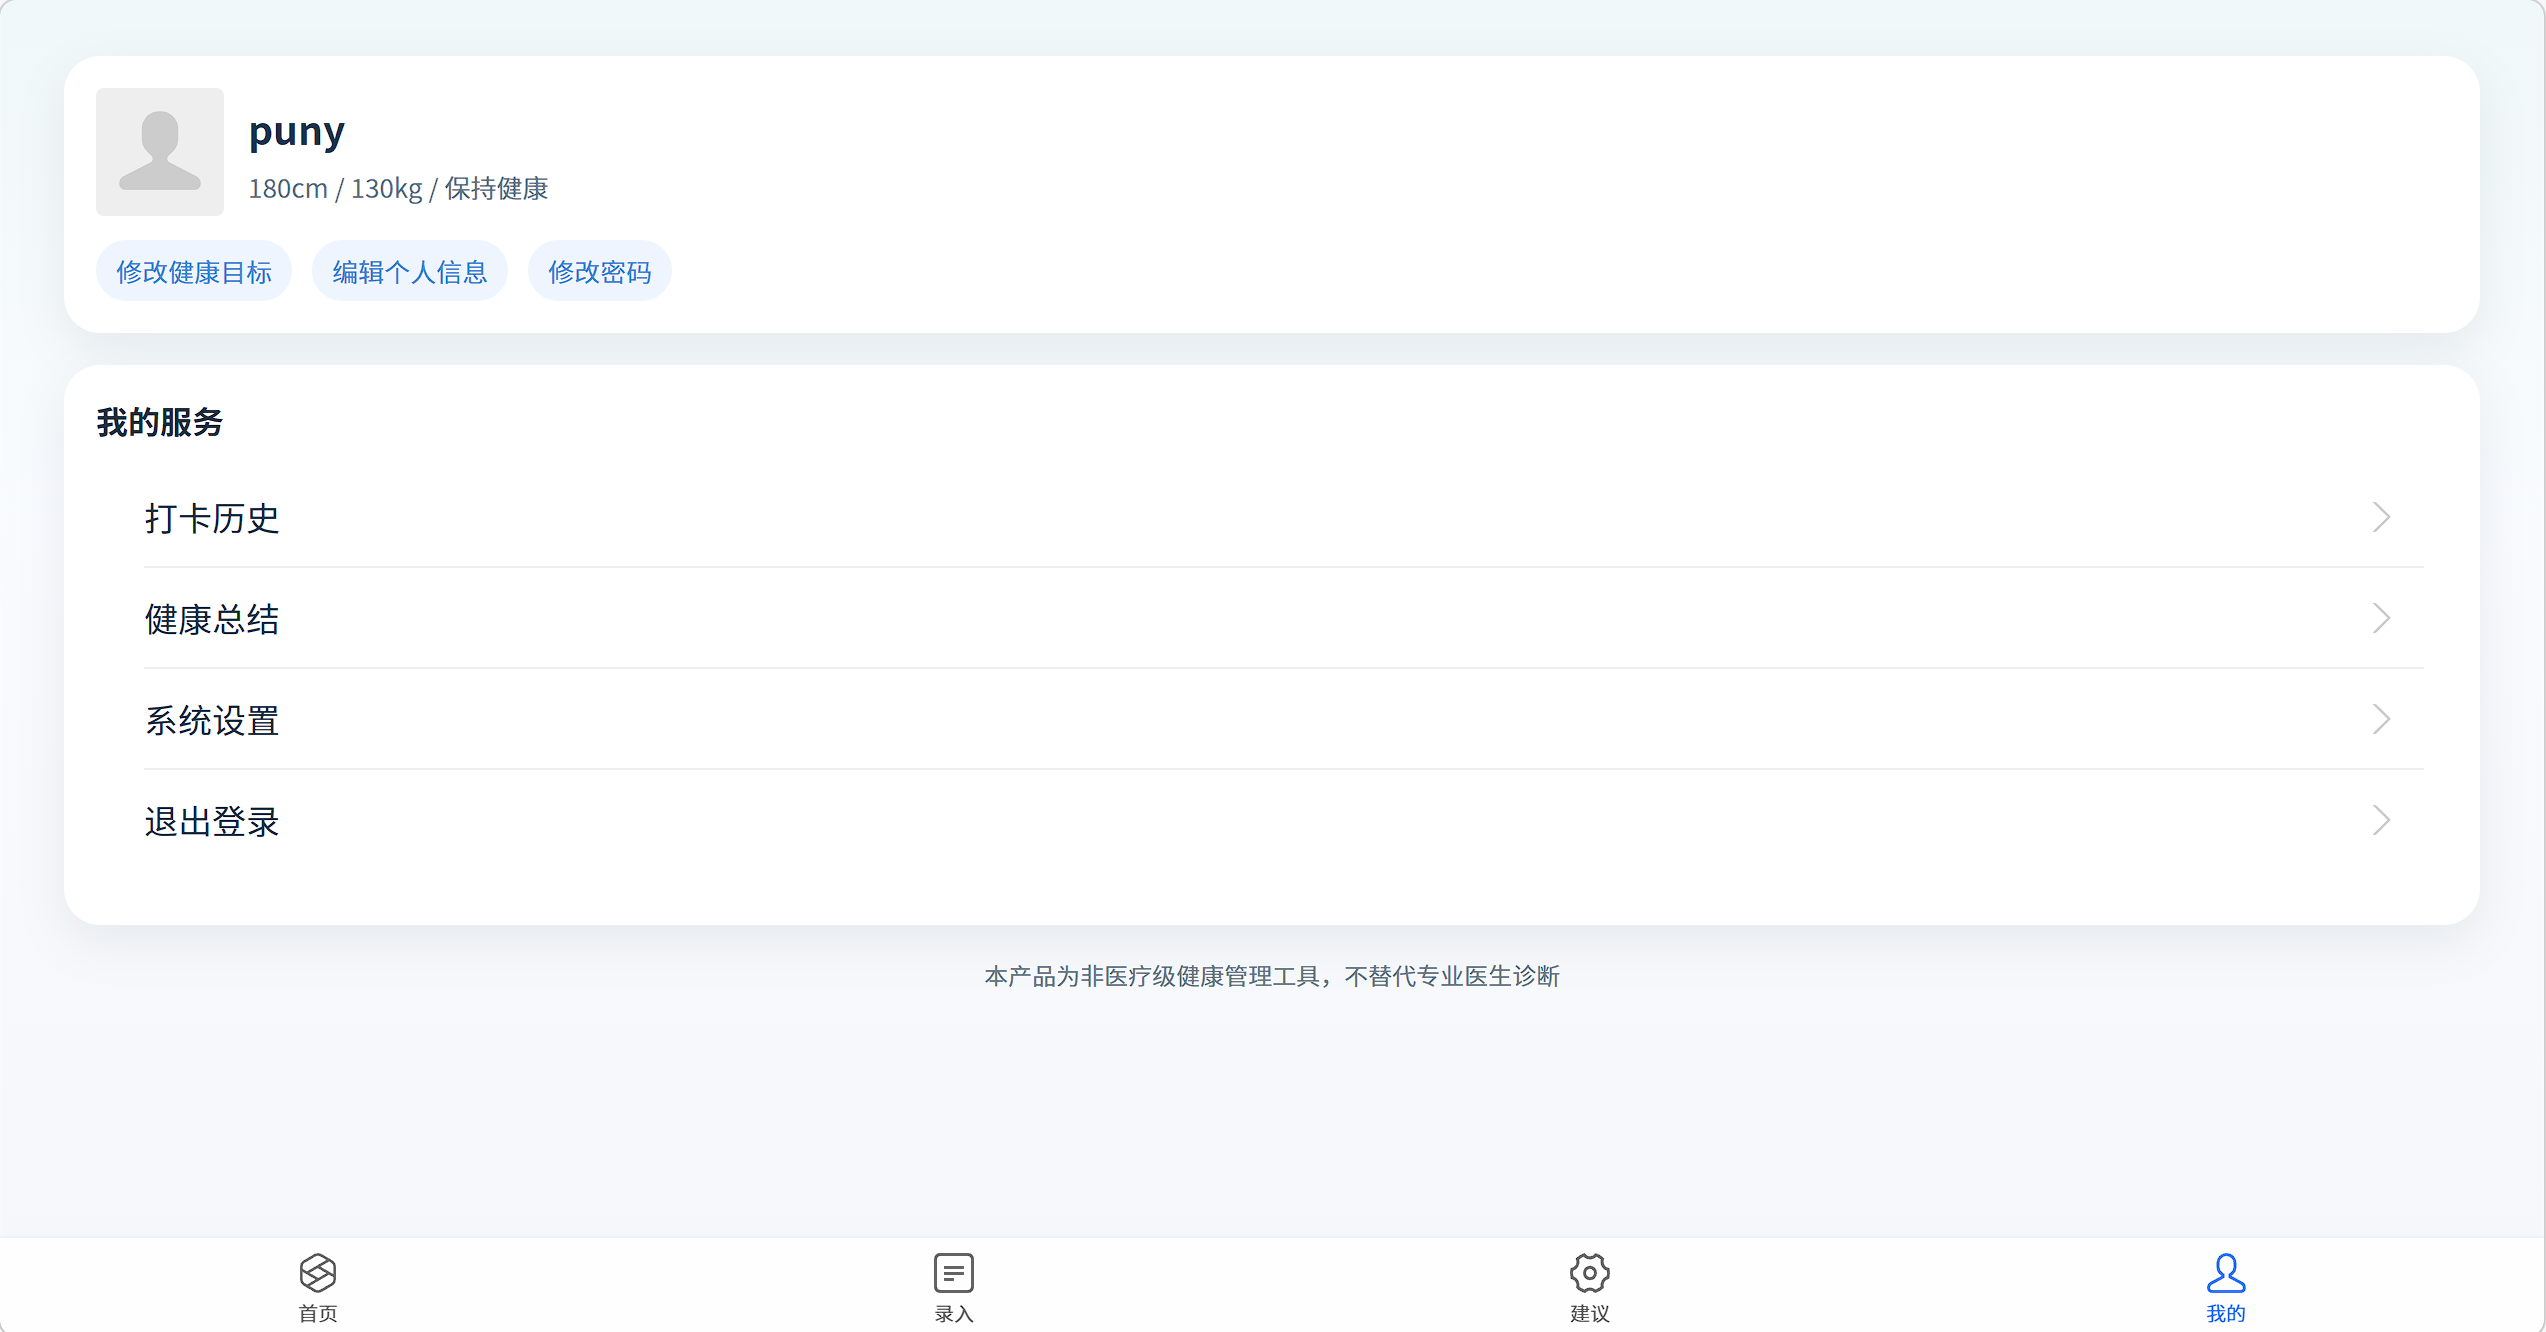 puny
180cm / 130kg / 保持健康
修改健康目标 编辑个人信息 修改密码
我的服务
打卡历史
健康总结
系统设置
退出登录
本产品为非医疗级健康管理工具，不替代专业医生诊断
首页 录入 建议 我的